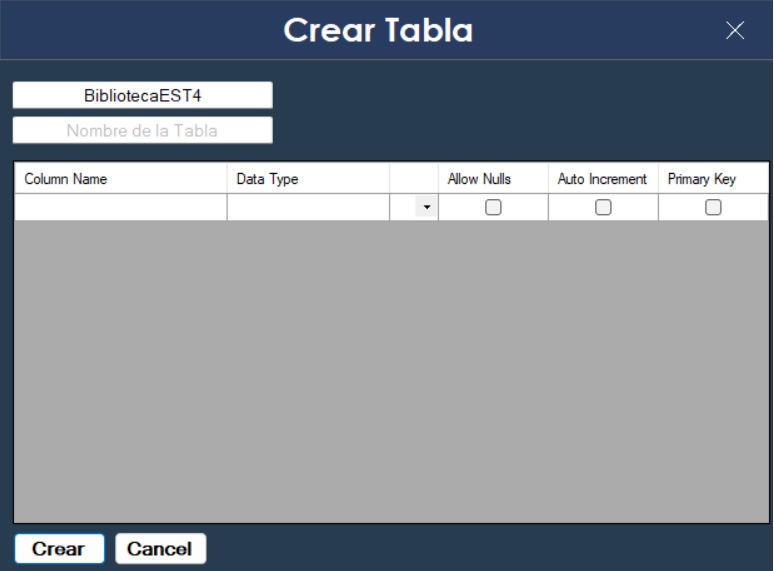 Crear Tabla
BibliotecaEST4
Nombre de la Tabla
Column Name Data Type Allow Nulls Auto Increment Primary Key
Crear Cancel